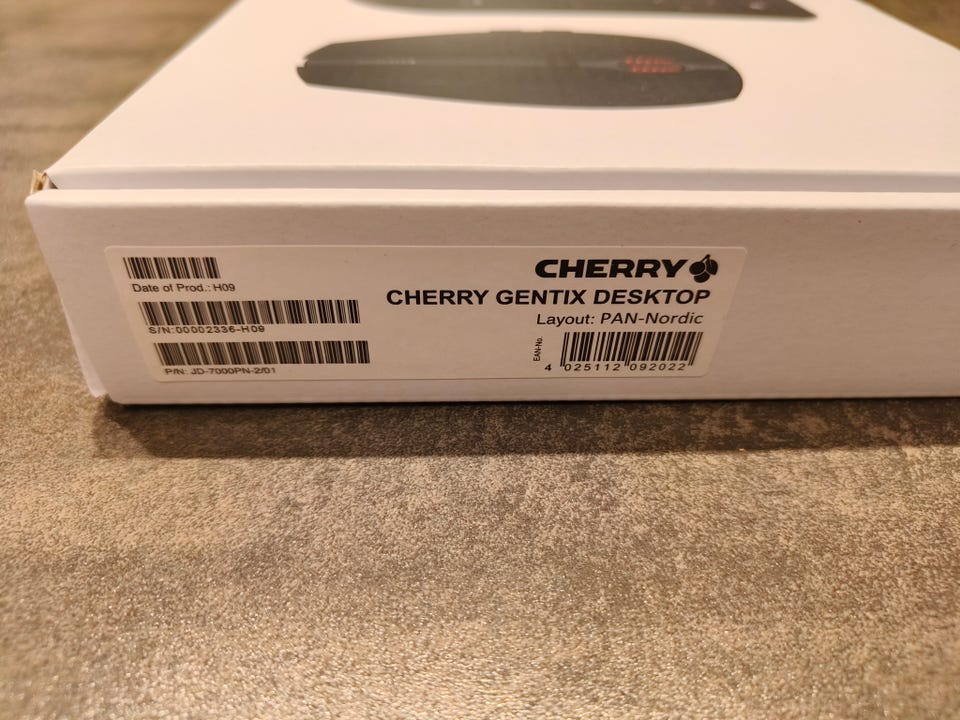 Date of Prod.: H09
S/N:00002336-H09
P/N: JD-7000PN-2/01
CHERRY
CHERRY GENTIX DESKTOP
Layout: PAN-Nordic
EAN-No.
4 025112 092022